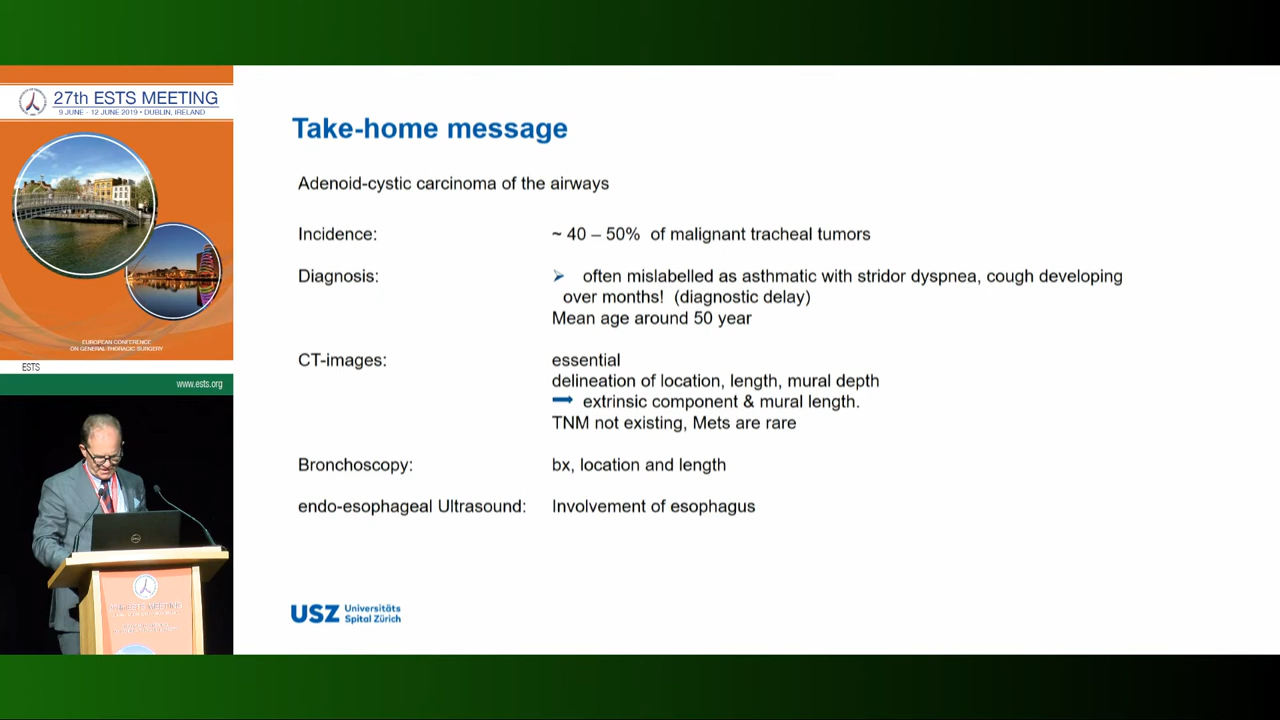 27th ESTS MEETING
9 JUNE - 12 JUNE 2019 • DUBLIN, IRELAND
EUROPEAN CONFERENCE
ON GENERAL THORACIC SURGERY
ESTS
www.ests.org
Take-home message
Adenoid-cystic carcinoma of the airways
Incidence: ~ 40 – 50% of malignant tracheal tumors
Diagnosis: ➢ often mislabelled as asthmatic with stridor dyspnea, cough developing
over months! (diagnostic delay)
Mean age around 50 year
CT-images: essential
delineation of location, length, mural depth
➡ extrinsic component & mural length.
TNM not existing, Mets are rare
Bronchoscopy: bx, location and length
endo-esophageal Ultrasound: Involvement of esophagus
USZ Universitäts
Spital Zürich